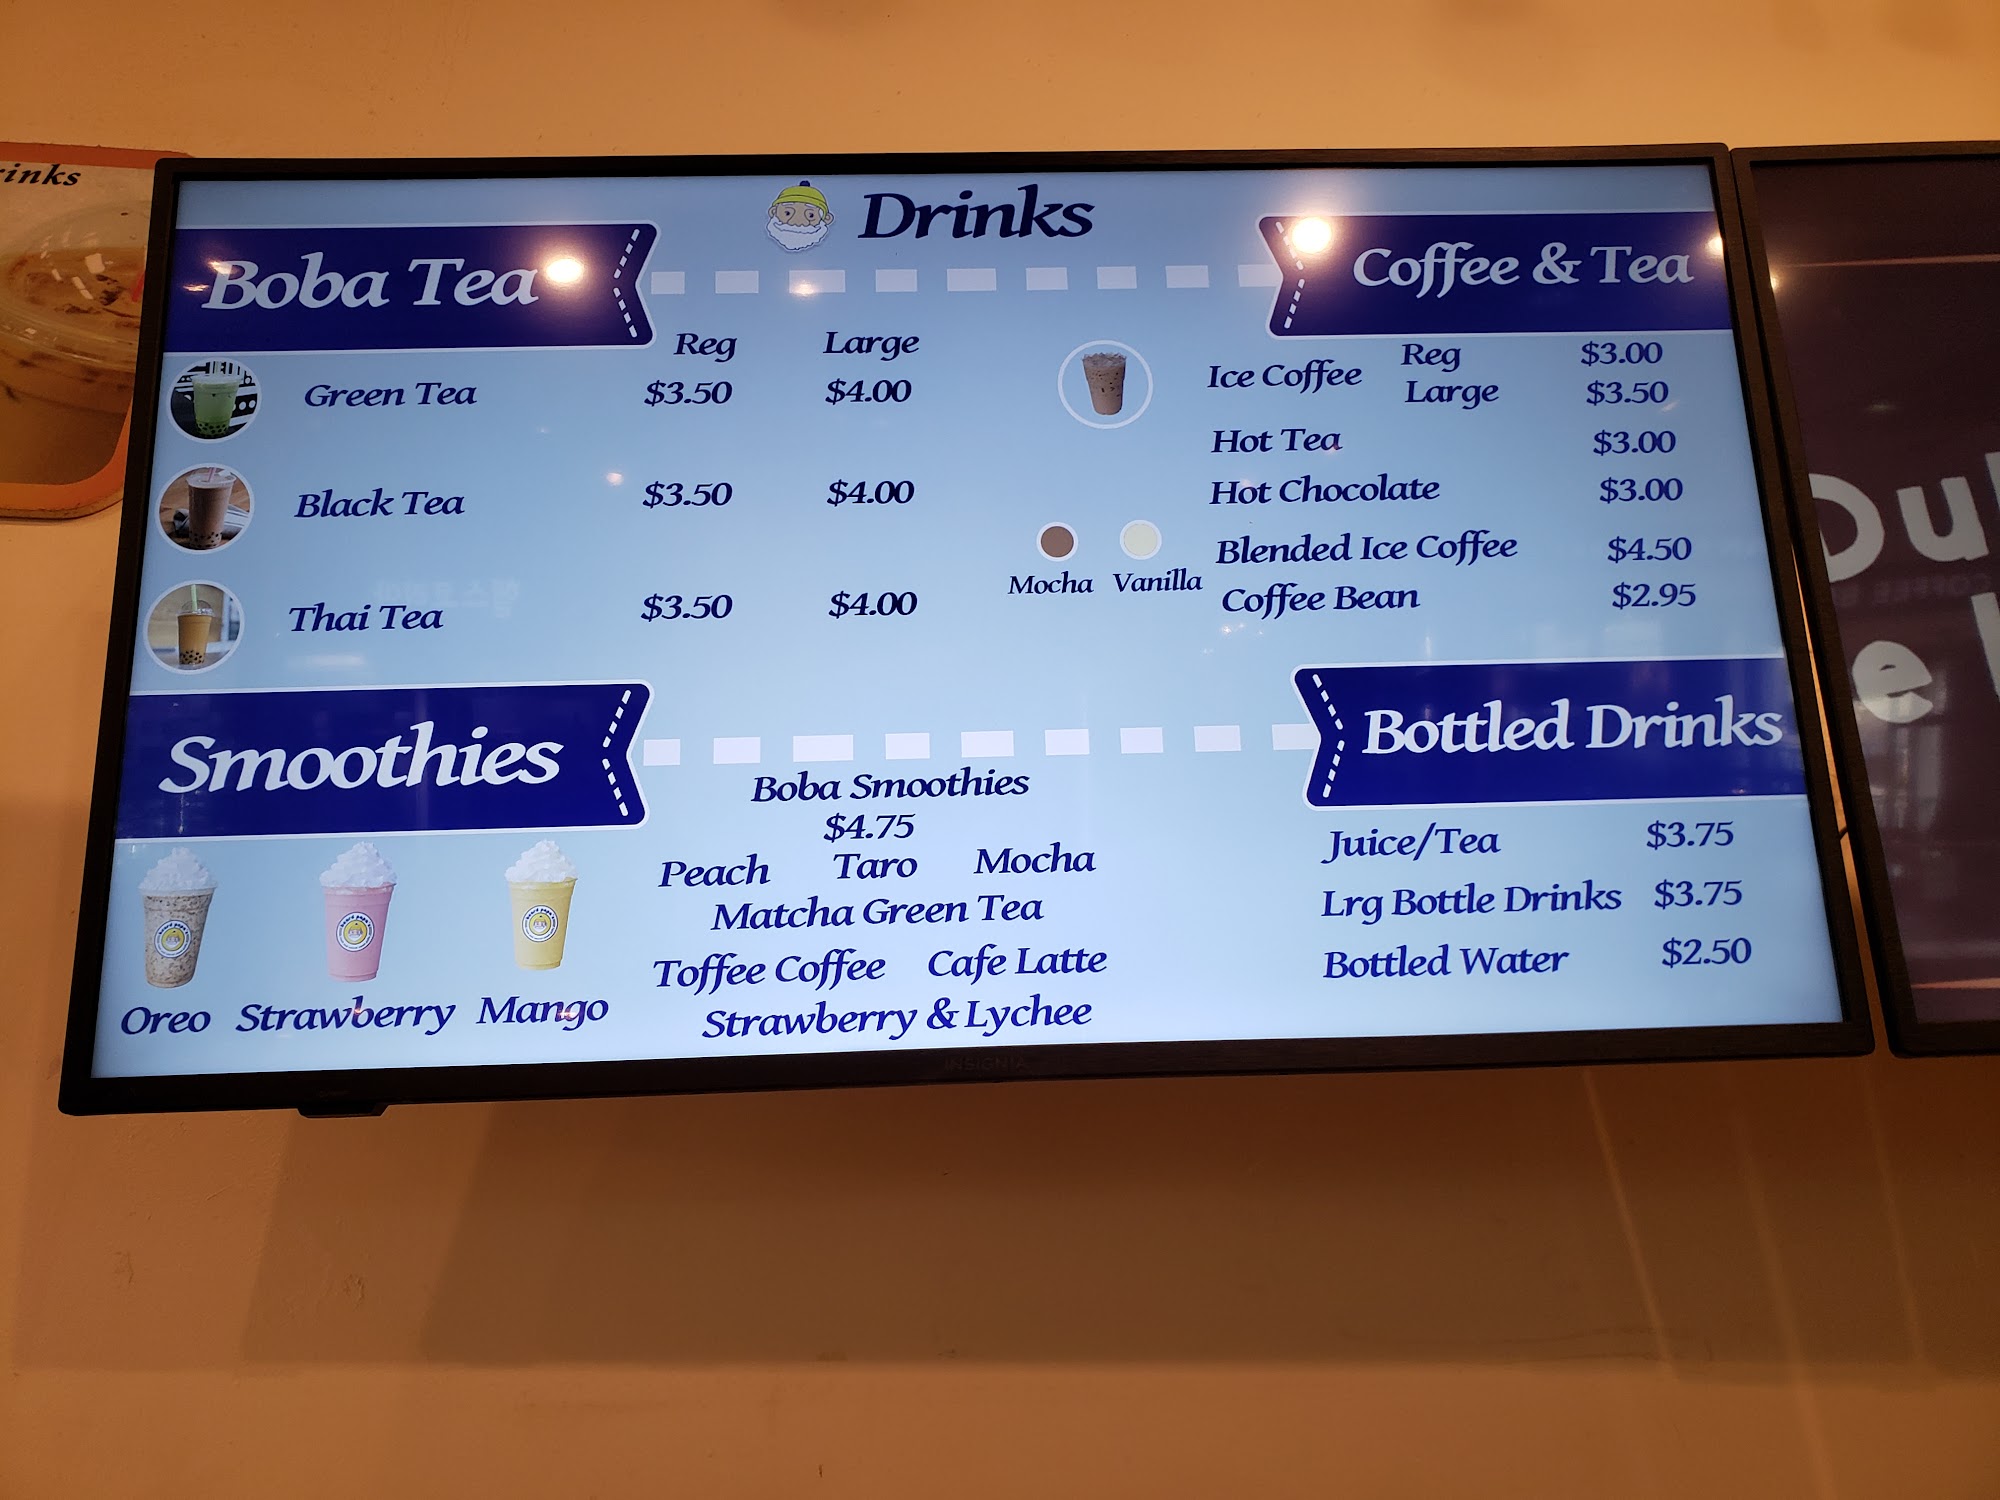 rinks
Drinks
Boba Tea
Reg Large
Green Tea $3.50 $4.00
Black Tea $3.50 $4.00
Thai Tea $3.50 $4.00
Coffee & Tea
Ice Coffee Reg $3.00
Large $3.50
Hot Tea $3.00
Hot Chocolate $3.00
Mocha Vanilla
Blended Ice Coffee $4.50
Coffee Bean $2.95
Smoothies
Oreo Strawberry Mango
Boba Smoothies
$4.75
Peach Taro Mocha
Matcha Green Tea
Toffee Coffee Cafe Latte
Strawberry & Lychee
Bottled Drinks
Juice/Tea $3.75
Lrg Bottle Drinks $3.75
Bottled Water $2.50
INSIGNIA